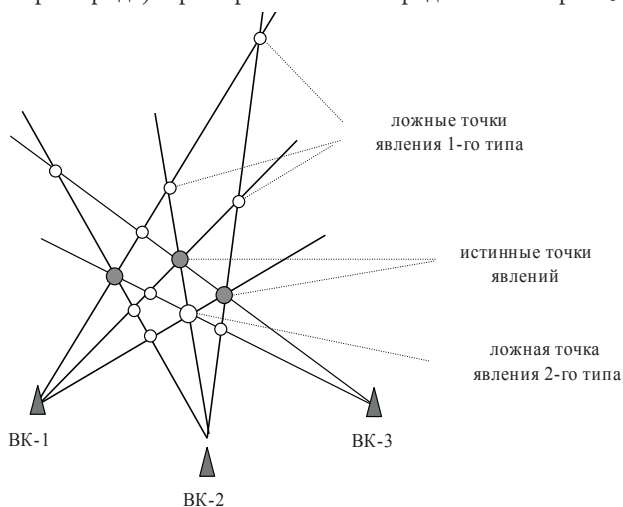 ложные точки
явления 1-го типа
истинные точки
явлений
ложная точка
явления 2-го типа
ВК-1
ВК-3
ВК-2